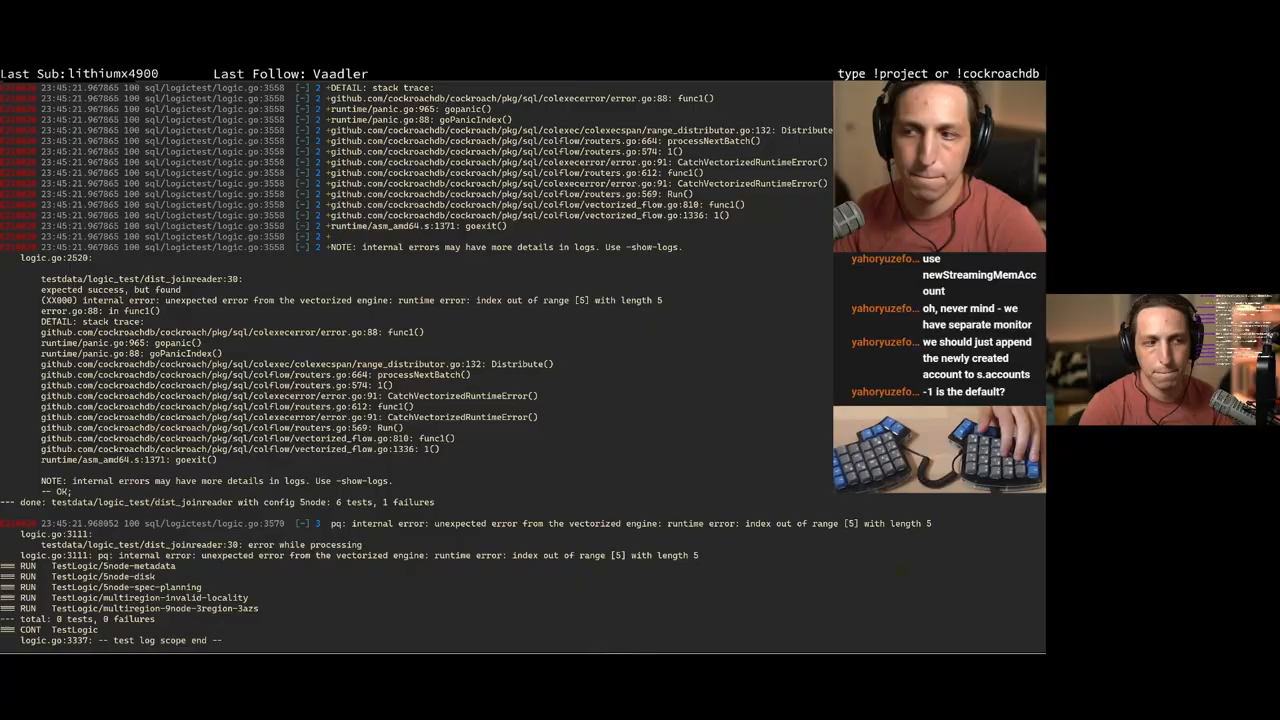 Last Sub:lithiumx4900
Last Follow: Vaadler
type !project or !cockroachdb
23:45:21.967865 100 sql/logictest/logic.go:3558 [-] 2 +DETAIL: stack trace:
23:45:21.967865 100 sql/logictest/logic.go:3558 [-] 2 +github.com/cockroachdb/cockroach/pkg/sql/colexecerror/error.go:88: func1()
23:45:21.967865 100 sql/logictest/logic.go:3558 [-] 2 +runtime/panic.go:965: gopanic()
23:45:21.967865 100 sql/logictest/logic.go:3558 [-] 2 +runtime/panic.go:88: goPanicIndex()
23:45:21.967865 100 sql/logictest/logic.go:3558 [-] 2 +github.com/cockroachdb/cockroach/pkg/sql/colexec/colexecspan/range_distributor.go:132: Distribute
23:45:21.967865 100 sql/logictest/logic.go:3558 [-] 2 +github.com/cockroachdb/cockroach/pkg/sql/colflow/routers.go:664: processNextBatch()
23:45:21.967865 100 sql/logictest/logic.go:3558 [-] 2 +github.com/cockroachdb/cockroach/pkg/sql/colflow/routers.go:574: 1()
23:45:21.967865 100 sql/logictest/logic.go:3558 [-] 2 +github.com/cockroachdb/cockroach/pkg/sql/colexecerror/error.go:91: CatchVectorizedRuntimeError()
23:45:21.967865 100 sql/logictest/logic.go:3558 [-] 2 +github.com/cockroachdb/cockroach/pkg/sql/colflow/routers.go:612: func1()
23:45:21.967865 100 sql/logictest/logic.go:3558 [-] 2 +github.com/cockroachdb/cockroach/pkg/sql/colexecerror/error.go:91: CatchVectorizedRuntimeError()
23:45:21.967865 100 sql/logictest/logic.go:3558 [-] 2 +github.com/cockroachdb/cockroach/pkg/sql/colflow/routers.go:569: Run()
23:45:21.967865 100 sql/logictest/logic.go:3558 [-] 2 +github.com/cockroachdb/cockroach/pkg/sql/colflow/vectorized_flow.go:810: func1()
23:45:21.967865 100 sql/logictest/logic.go:3558 [-] 2 +github.com/cockroachdb/cockroach/pkg/sql/colflow/vectorized_flow.go:1336: 1()
23:45:21.967865 100 sql/logictest/logic.go:3558 [-] 2 +runtime/asm_amd64.s:1371: goexit()
23:45:21.967865 100 sql/logictest/logic.go:3558 [-] 2 +
23:45:21.967865 100 sql/logictest/logic.go:3558 [-] 2 +NOTE: internal errors may have more details in logs. Use -show-logs.
logic.go:2520:
testdata/logic_test/dist_joinreader:30:
expected success, but found
(XX000) internal error: unexpected error from the vectorized engine: runtime error: index out of range [5] with length 5
error.go:88: in func1()
DETAIL: stack trace:
github.com/cockroachdb/cockroach/pkg/sql/colexecerror/error.go:88: func1()
runtime/panic.go:965: gopanic()
runtime/panic.go:88: goPanicIndex()
github.com/cockroachdb/cockroach/pkg/sql/colexec/colexecspan/range_distributor.go:132: Distribute()
github.com/cockroachdb/cockroach/pkg/sql/colflow/routers.go:664: processNextBatch()
github.com/cockroachdb/cockroach/pkg/sql/colflow/routers.go:574: 1()
github.com/cockroachdb/cockroach/pkg/sql/colexecerror/error.go:91: CatchVectorizedRuntimeError()
github.com/cockroachdb/cockroach/pkg/sql/colflow/routers.go:612: func1()
github.com/cockroachdb/cockroach/pkg/sql/colexecerror/error.go:91: CatchVectorizedRuntimeError()
github.com/cockroachdb/cockroach/pkg/sql/colflow/routers.go:569: Run()
github.com/cockroachdb/cockroach/pkg/sql/colflow/vectorized_flow.go:810: func1()
github.com/cockroachdb/cockroach/pkg/sql/colflow/vectorized_flow.go:1336: 1()
runtime/asm_amd64.s:1371: goexit()
NOTE: internal errors may have more details in logs. Use -show-logs.
-- OK;
--- done: testdata/logic_test/dist_joinreader with config 5node: 6 tests, 1 failures
23:45:21.968052 100 sql/logictest/logic.go:3570 [-] 3 pq: internal error: unexpected error from the vectorized engine: runtime error: index out of range [5] with length 5
logic.go:3111:
testdata/logic_test/dist_joinreader:30: error while processing
logic.go:3111: pq: internal error: unexpected error from the vectorized engine: runtime error: index out of range [5] with length 5
=== RUN TestLogic/5node-metadata
=== RUN TestLogic/5node-disk
=== RUN TestLogic/5node-spec-planning
=== RUN TestLogic/multiregion-invalid-locality
=== RUN TestLogic/multiregion-9node-3region-3azs
--- total: 0 tests, 0 failures
=== CONT TestLogic
logic.go:3337: -- test log scope end --
yahoryuzefo… use
newStreamingMemAcc
ount
yahoryuzefo… oh, never mind - we
have separate monitor
yahoryuzefo… we should just append
the newly created
account to s.accounts
yahoryuzefo… -1 is the default?